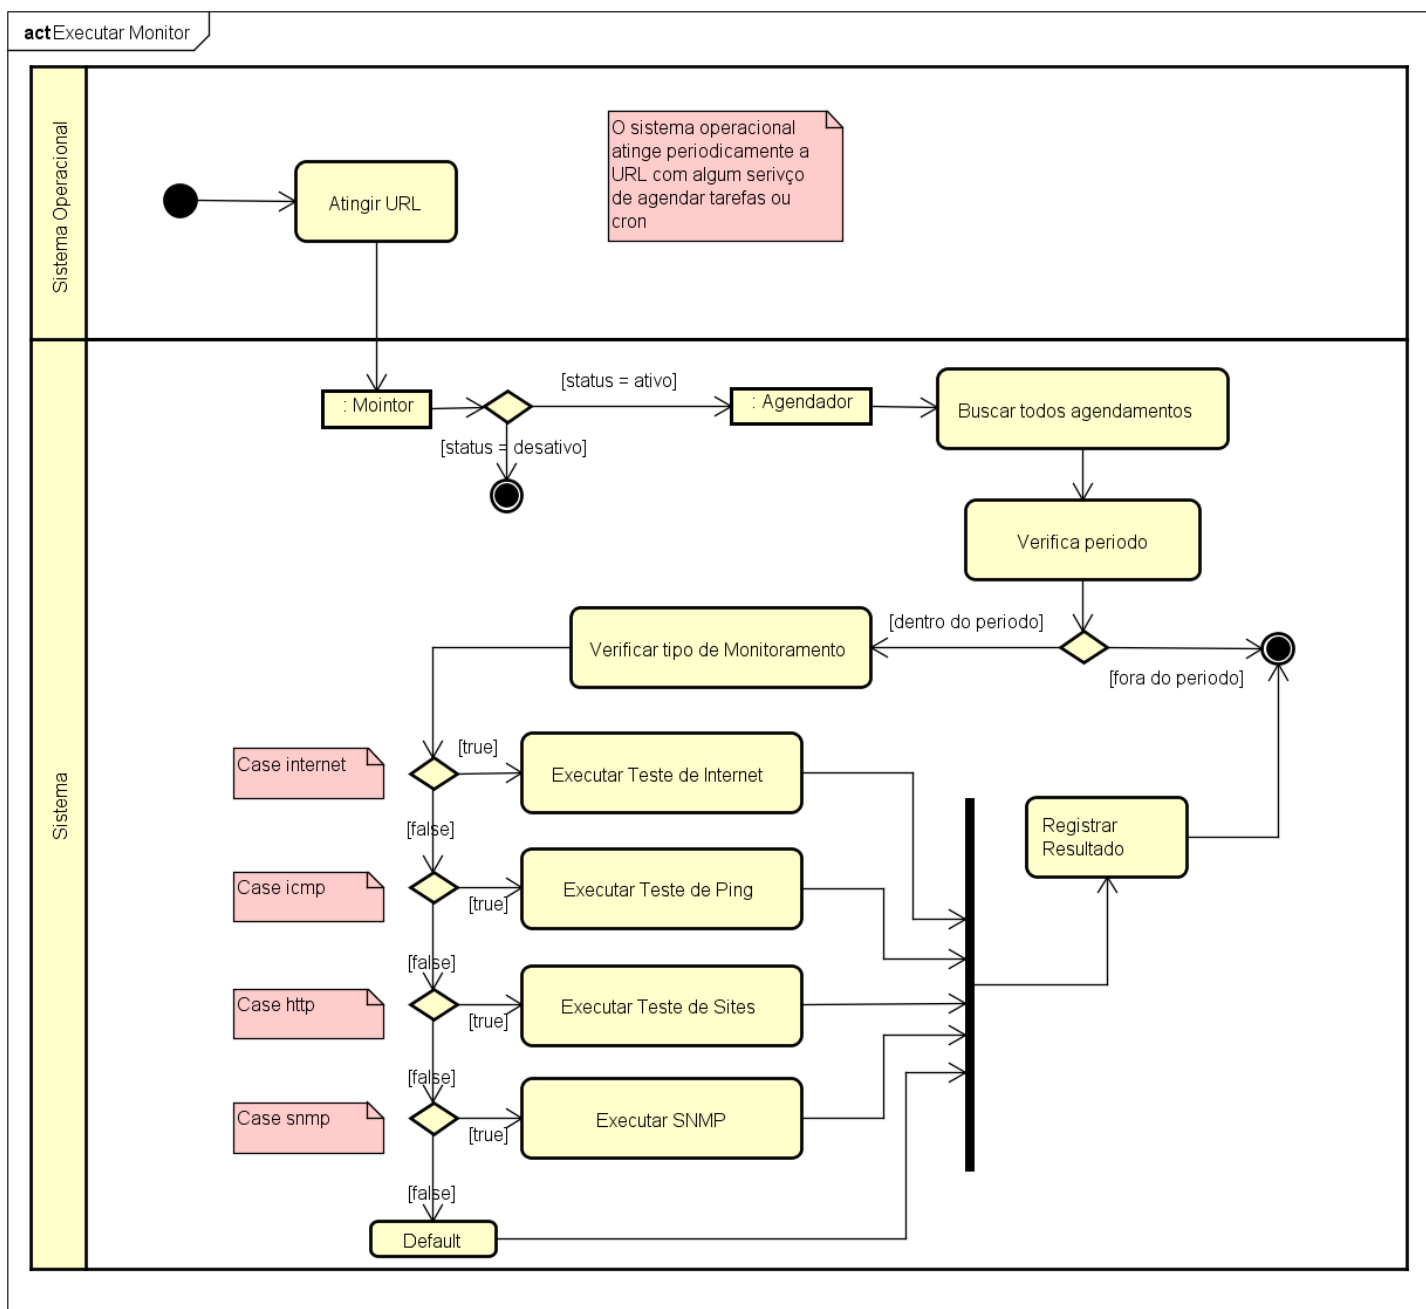 act Executar Monitor
Sistema Operacional
Atingir URL
O sistema operacional
atinge periodicamente a
URL com algum serivço
de agendar tarefas ou
cron
Sistema
: Mointor
[status = ativo]
: Agendador
Buscar todos agendamentos
[status = desativo]
Verifica periodo
[dentro do periodo]
Verificar tipo de Monitoramento
[fora do periodo]
Case internet
[true]
Executar Teste de Internet
[false]
Registrar
Resultado
Case icmp
[true]
Executar Teste de Ping
[false]
Case http
[true]
Executar Teste de Sites
[false]
Case snmp
[true]
Executar SNMP
[false]
Default